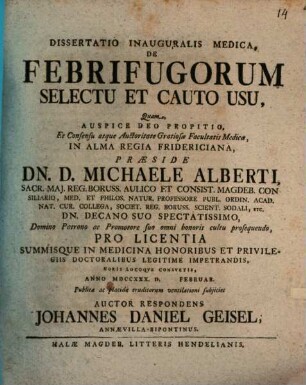 14
DISSERTATIO INAUGURALIS MEDICA,
DE
FEBRIFUGORUM
SELECTU ET CAUTO USU,
Quam,
AUSPICE DEO PROPITIO,
Ex Consensu atque Auctoritate Gratiosæ Facultatis Medicæ,
IN ALMA REGIA FRIDERICIANA,
PRÆSIDE
DN. D. MICHAELE ALBERTI,
SACR. MAJ. REG. BORUSS. AULICO ET CONSIST. MAGDEB. CON-
SILIARIO, MED. ET PHILOS. NATUR. PROFESSORE PUBL. ORDIN. ACAD.
NAT. CUR. COLLEGA, SOCIET. REG. BORUSS. SCIENT. SODALI, etc.
DN. DECANO SUO SPECTATISSIMO,
Domino Patrono ac Promotore suo omni honoris cultu prosequendo,
PRO LICENTIA
SUMMISQUE IN MEDICINA HONORIBUS ET PRIVILE-
GIIS DOCTORALIBUS LEGITIME IMPETRANDIS,
HORIS LOCOQUE CONSUETIS,
ANNO MDCCXXX. D. FEBRUAR.
Publicæ ac placidæ eruditorum ventilationi subjiciet
AUCTOR RESPONDENS
JOHANNES DANIEL GEISEL,
ANNÆVILLA-BIPONTINUS.
HALÆ MAGDEB. LITTERIS HENDELIANIS.